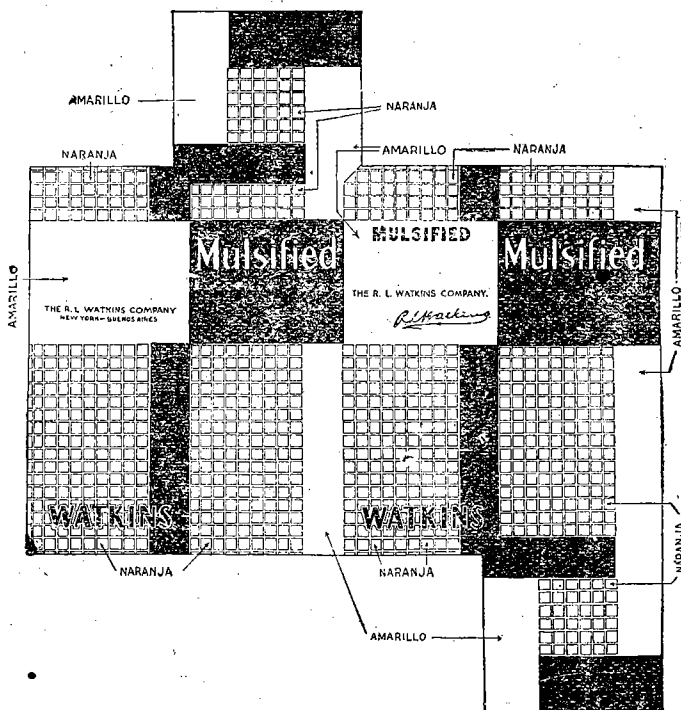 AMARILLO
NARANJA
NARANJA
AMARILLO
NARANJA
Mulsified
MULSIFIED
Mulsified
AMARILLO
THE R. L. WATKINS COMPANY
NEW YORK-BUENOS AIRES
THE R. L. WATKINS COMPANY.
R L Watkins
AMARILLO
WATKINS
WATKINS
NARANJA
NARANJA
NARANJA
AMARILLO